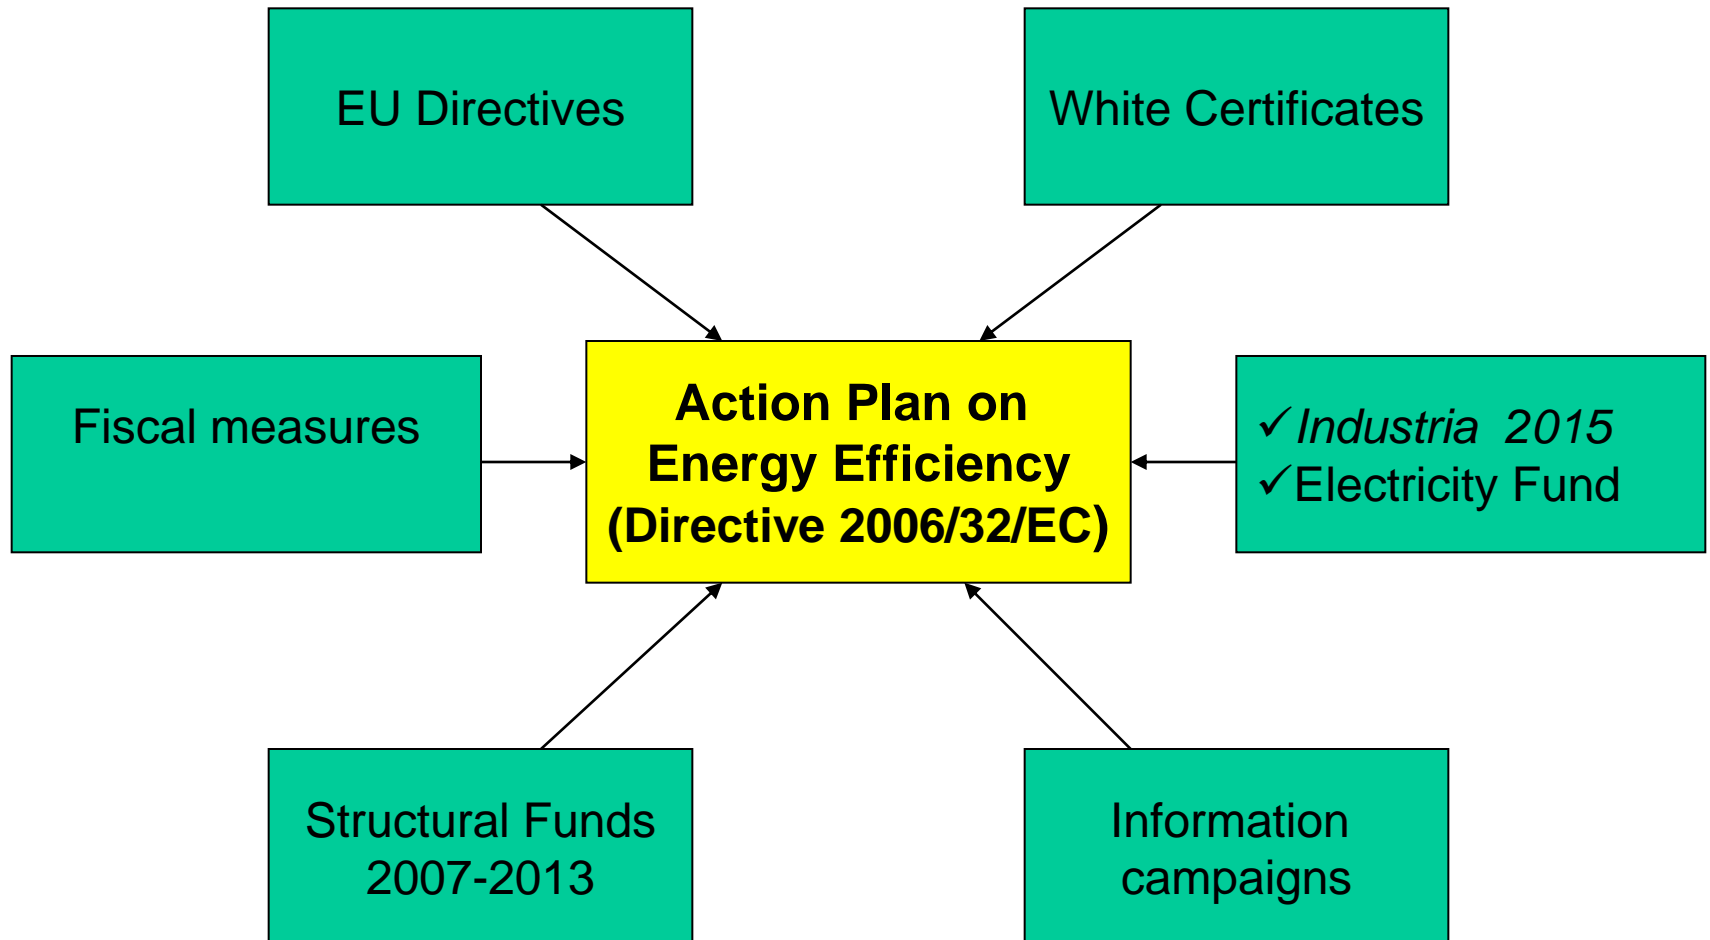 EU Directives
White Certificates
Fiscal measures
Action Plan on
Energy Efficiency
(Directive 2006/32/EC)
✓Industria 2015
✓Electricity Fund
Structural Funds
2007-2013
Information
campaigns